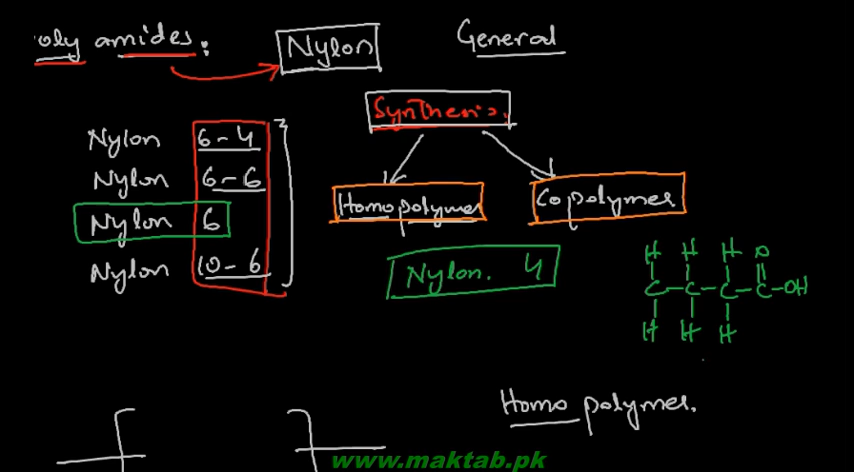 oly amides: Nylon General
Synthesis.
Nylon 6-4
Nylon 6-6
Nylon 6
Nylon 10-6
Homopolymer Copolymer
Nylon. 4
H H H O
C-C-C-C-OH
H H H
Homo polymer.
www.maktab.pk